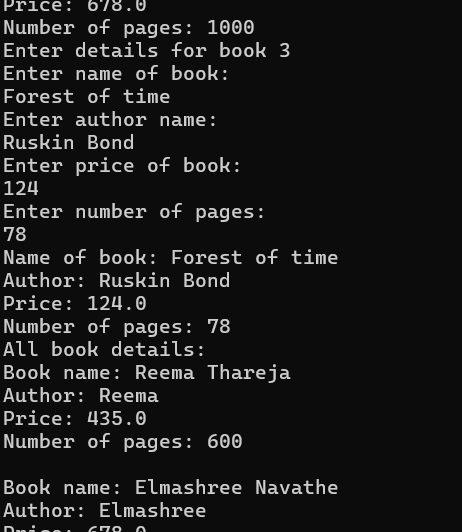 Price: 678.0
Number of pages: 1000
Enter details for book 3
Enter name of book:
Forest of time
Enter author name:
Ruskin Bond
Enter price of book:
124
Enter number of pages:
78
Name of book: Forest of time
Author: Ruskin Bond
Price: 124.0
Number of pages: 78
All book details:
Book name: Reema Thareja
Author: Reema
Price: 435.0
Number of pages: 600
Book name: Elmashree Navathe
Author: Elmashree
Price: 678.0